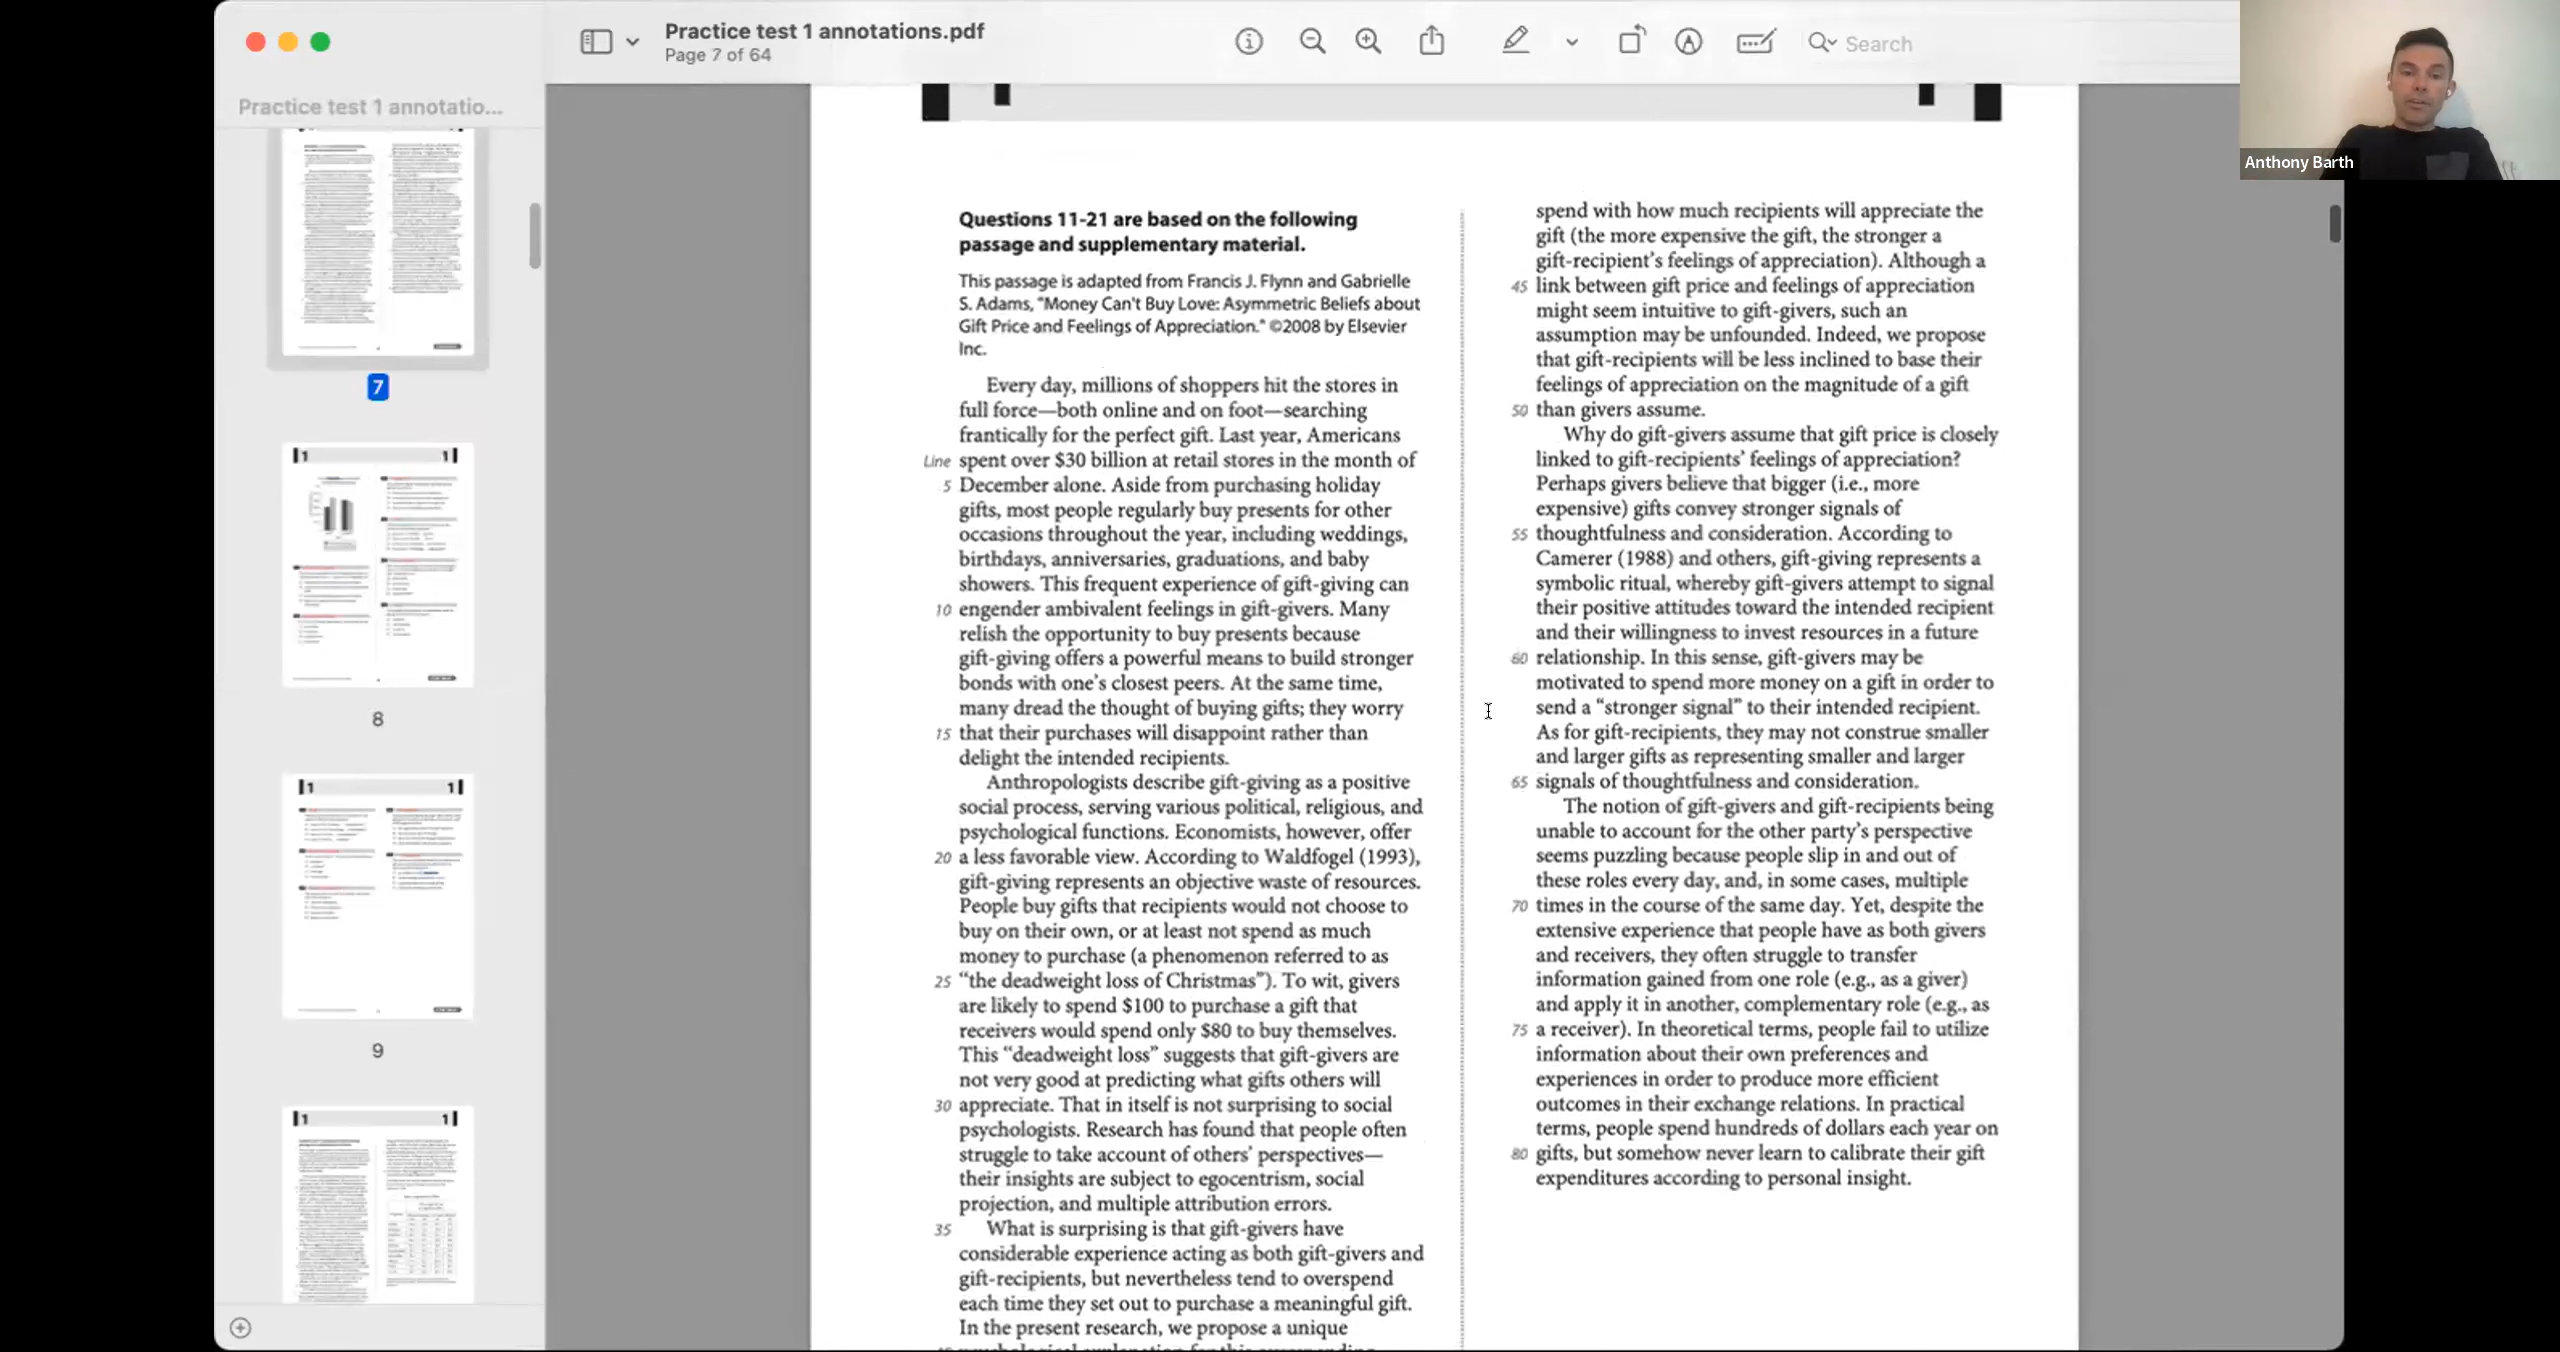 Practice test 1 annotations.pdf
Page 7 of 64
Search
Anthony Barth
Practice test 1 annotatio...
7
8
9
1 1
1 1
1 1
Questions 11-21 are based on the following
passage and supplementary material.
This passage is adapted from Francis J. Flynn and Gabrielle
S. Adams, "Money Can't Buy Love: Asymmetric Beliefs about
Gift Price and Feelings of Appreciation." ©2008 by Elsevier
Inc.
Every day, millions of shoppers hit the stores in
full force—both online and on foot—searching
frantically for the perfect gift. Last year, Americans
Line spent over $30 billion at retail stores in the month of
5 December alone. Aside from purchasing holiday
gifts, most people regularly buy presents for other
occasions throughout the year, including weddings,
birthdays, anniversaries, graduations, and baby
showers. This frequent experience of gift-giving can
10 engender ambivalent feelings in gift-givers. Many
relish the opportunity to buy presents because
gift-giving offers a powerful means to build stronger
bonds with one's closest peers. At the same time,
many dread the thought of buying gifts; they worry
15 that their purchases will disappoint rather than
delight the intended recipients.
Anthropologists describe gift-giving as a positive
social process, serving various political, religious, and
psychological functions. Economists, however, offer
20 a less favorable view. According to Waldfogel (1993),
gift-giving represents an objective waste of resources.
People buy gifts that recipients would not choose to
buy on their own, or at least not spend as much
money to purchase (a phenomenon referred to as
25 "the deadweight loss of Christmas"). To wit, givers
are likely to spend $100 to purchase a gift that
receivers would spend only $80 to buy themselves.
This "deadweight loss" suggests that gift-givers are
not very good at predicting what gifts others will
30 appreciate. That in itself is not surprising to social
psychologists. Research has found that people often
struggle to take account of others' perspectives—
their insights are subject to egocentrism, social
projection, and multiple attribution errors.
35 What is surprising is that gift-givers have
considerable experience acting as both gift-givers and
gift-recipients, but nevertheless tend to overspend
each time they set out to purchase a meaningful gift.
In the present research, we propose a unique
spend with how much recipients will appreciate the
gift (the more expensive the gift, the stronger a
gift-recipient's feelings of appreciation). Although a
45 link between gift price and feelings of appreciation
might seem intuitive to gift-givers, such an
assumption may be unfounded. Indeed, we propose
that gift-recipients will be less inclined to base their
feelings of appreciation on the magnitude of a gift
50 than givers assume.
Why do gift-givers assume that gift price is closely
linked to gift-recipients' feelings of appreciation?
Perhaps givers believe that bigger (i.e., more
expensive) gifts convey stronger signals of
55 thoughtfulness and consideration. According to
Camerer (1988) and others, gift-giving represents a
symbolic ritual, whereby gift-givers attempt to signal
their positive attitudes toward the intended recipient
and their willingness to invest resources in a future
60 relationship. In this sense, gift-givers may be
motivated to spend more money on a gift in order to
send a "stronger signal" to their intended recipient.
As for gift-recipients, they may not construe smaller
and larger gifts as representing smaller and larger
65 signals of thoughtfulness and consideration.
The notion of gift-givers and gift-recipients being
unable to account for the other party's perspective
seems puzzling because people slip in and out of
these roles every day, and, in some cases, multiple
70 times in the course of the same day. Yet, despite the
extensive experience that people have as both givers
and receivers, they often struggle to transfer
information gained from one role (e.g., as a giver)
and apply it in another, complementary role (e.g., as
75 a receiver). In theoretical terms, people fail to utilize
information about their own preferences and
experiences in order to produce more efficient
outcomes in their exchange relations. In practical
terms, people spend hundreds of dollars each year on
80 gifts, but somehow never learn to calibrate their gift
expenditures according to personal insight.